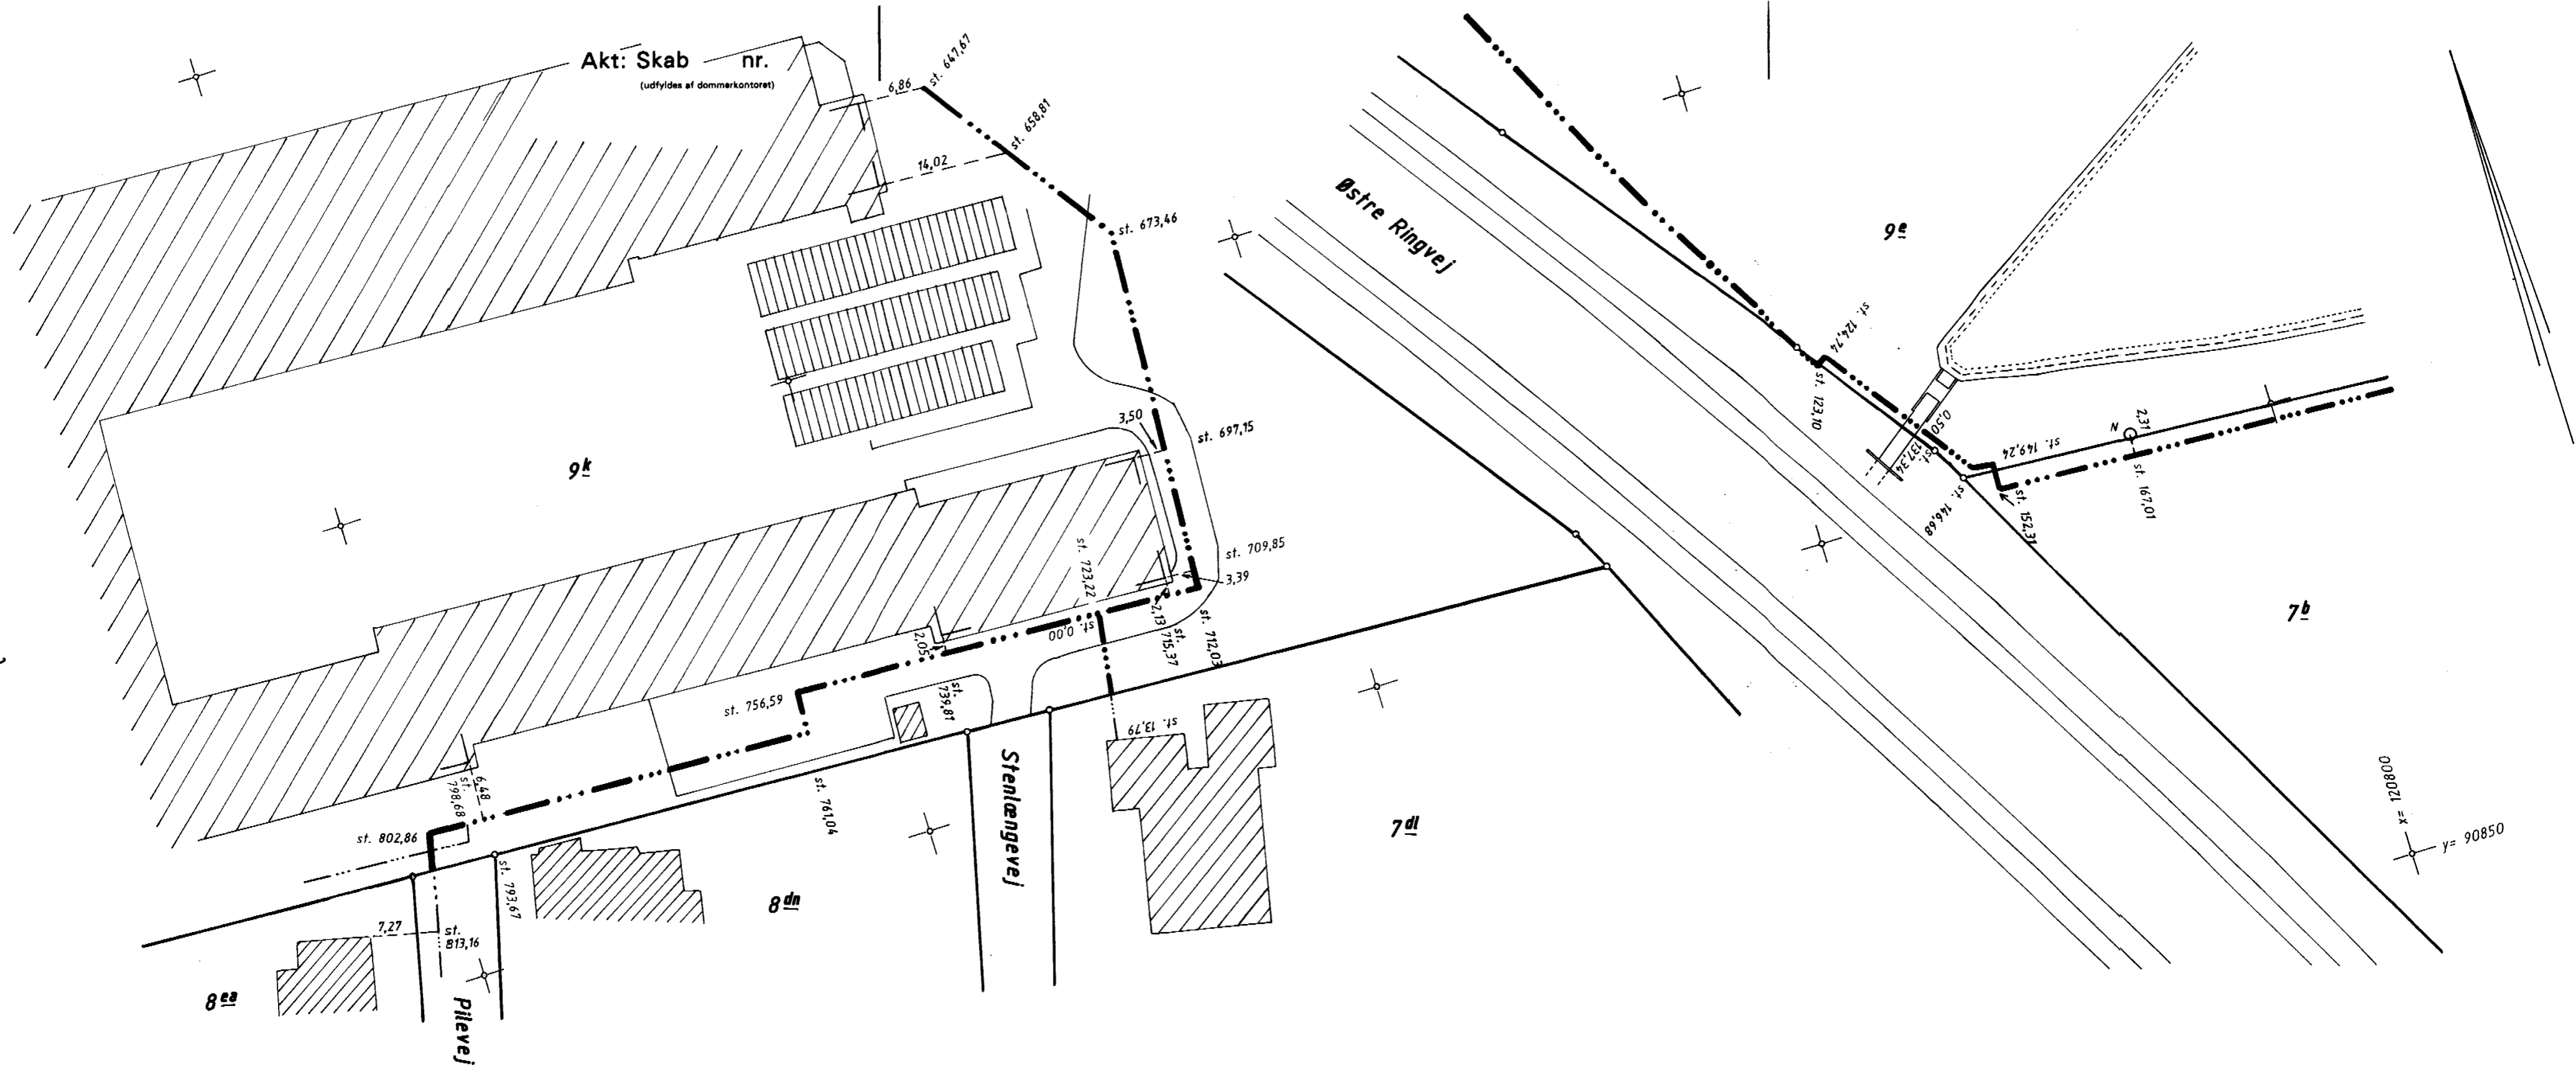 Akt: Skab nr.
(udfyldes af dommerkontoret)
6,86
st. 647,67
st. 658,81
14,02
st. 673,46
Østre Ringvej
9e
st. 124,74
st. 123,10
3,50
st. 697,15
0,50
st. 137,34
st. 149,24
N
2,31
st. 167,01
st. 146,68
st. 152,31
9k
st. 723,22
st. 709,85
3,39
2,13
st. 715,37
st. 712,03
st. 0,00
2,05
st. 739,81
st. 756,59
st. 13,79
7b
Stenlængevej
st. 761,04
6,48
st. 798,68
st. 802,86
st. 793,67
7dl
8dn
7,27
st. 813,16
8ea
Pilevej
x= 120800
y= 90850